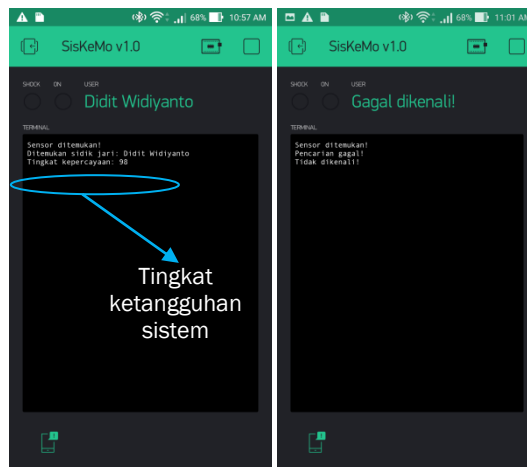 68% 10:57 AM
SisKeMo v1.0
SHOCK ON USER
Didit Widiyanto
TERMINAL
Sensor ditemukan!
Ditemukan sidik jari: Didit Widiyanto
Tingkat kepercayaan: 98
Tingkat
ketangguhan
sistem
68% 11:01 AM
SisKeMo v1.0
SHOCK ON USER
Gagal dikenali!
TERMINAL
Sensor ditemukan!
Pencarian gagal!
Tidak dikenali!